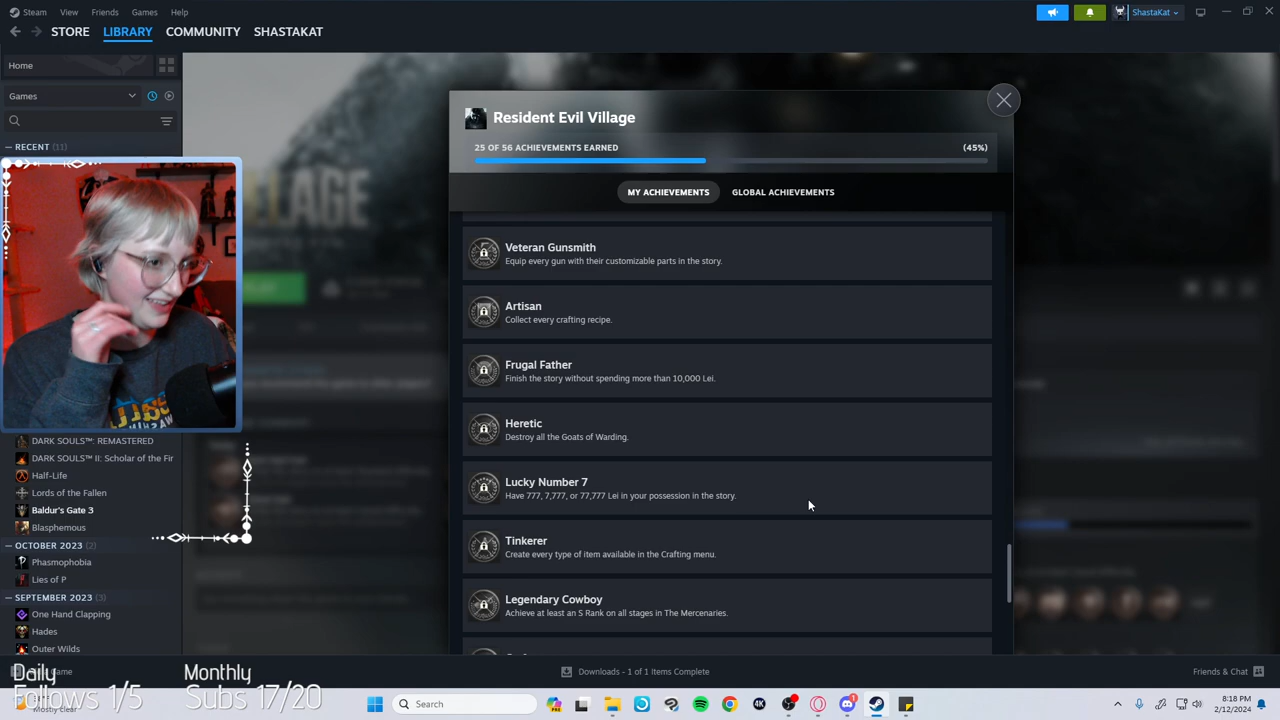 Steam View Friends Games Help
ShastaKat
STORE LIBRARY COMMUNITY SHASTAKAT
Home
Games
RECENT (11)
DARK SOULS™: REMASTERED
DARK SOULS™ II: Scholar of the Fir
Half-Life
Lords of the Fallen
Baldur's Gate 3
Blasphemous
OCTOBER 2023 (2)
Phasmophobia
Lies of P
SEPTEMBER 2023 (3)
One Hand Clapping
Hades
Outer Wilds
Resident Evil Village
25 OF 56 ACHIEVEMENTS EARNED (45%)
MY ACHIEVEMENTS GLOBAL ACHIEVEMENTS
Veteran Gunsmith
Equip every gun with their customizable parts in the story.
Artisan
Collect every crafting recipe.
Frugal Father
Finish the story without spending more than 10,000 Lei.
Heretic
Destroy all the Goats of Warding.
Lucky Number 7
Have 777, 7,777, or 77,777 Lei in your possession in the story.
Tinkerer
Create every type of item available in the Crafting menu.
Legendary Cowboy
Achieve at least an S Rank on all stages in The Mercenaries.
Downloads - 1 of 1 Items Complete
Friends & Chat
Daily
Follows 1/5
Monthly
Subs 17/20
Mostly clear
Search
8:18 PM
2/12/2024